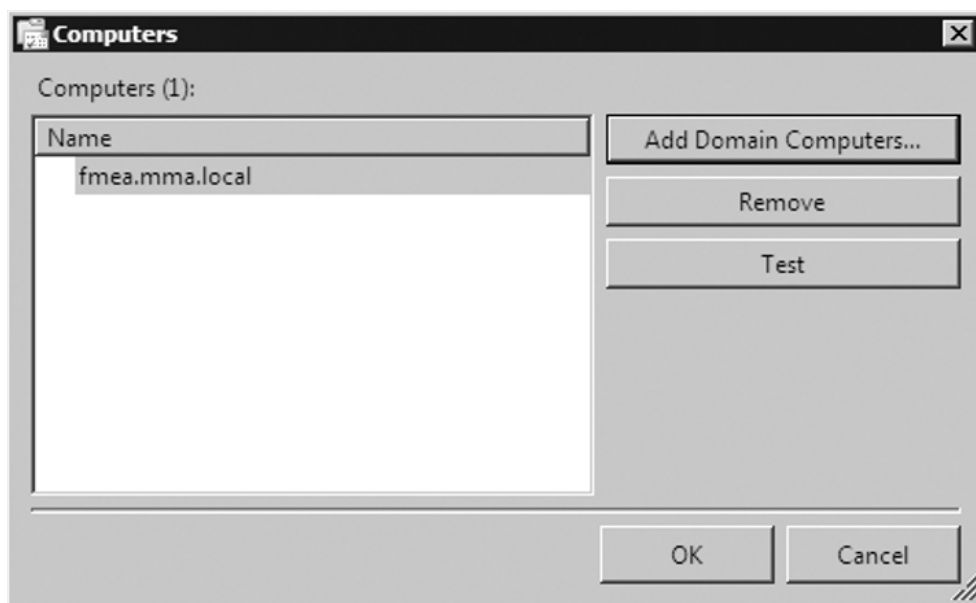 Computers
Computers (1):
Name
fmea.mma.local
Add Domain Computers...
Remove
Test
OK
Cancel